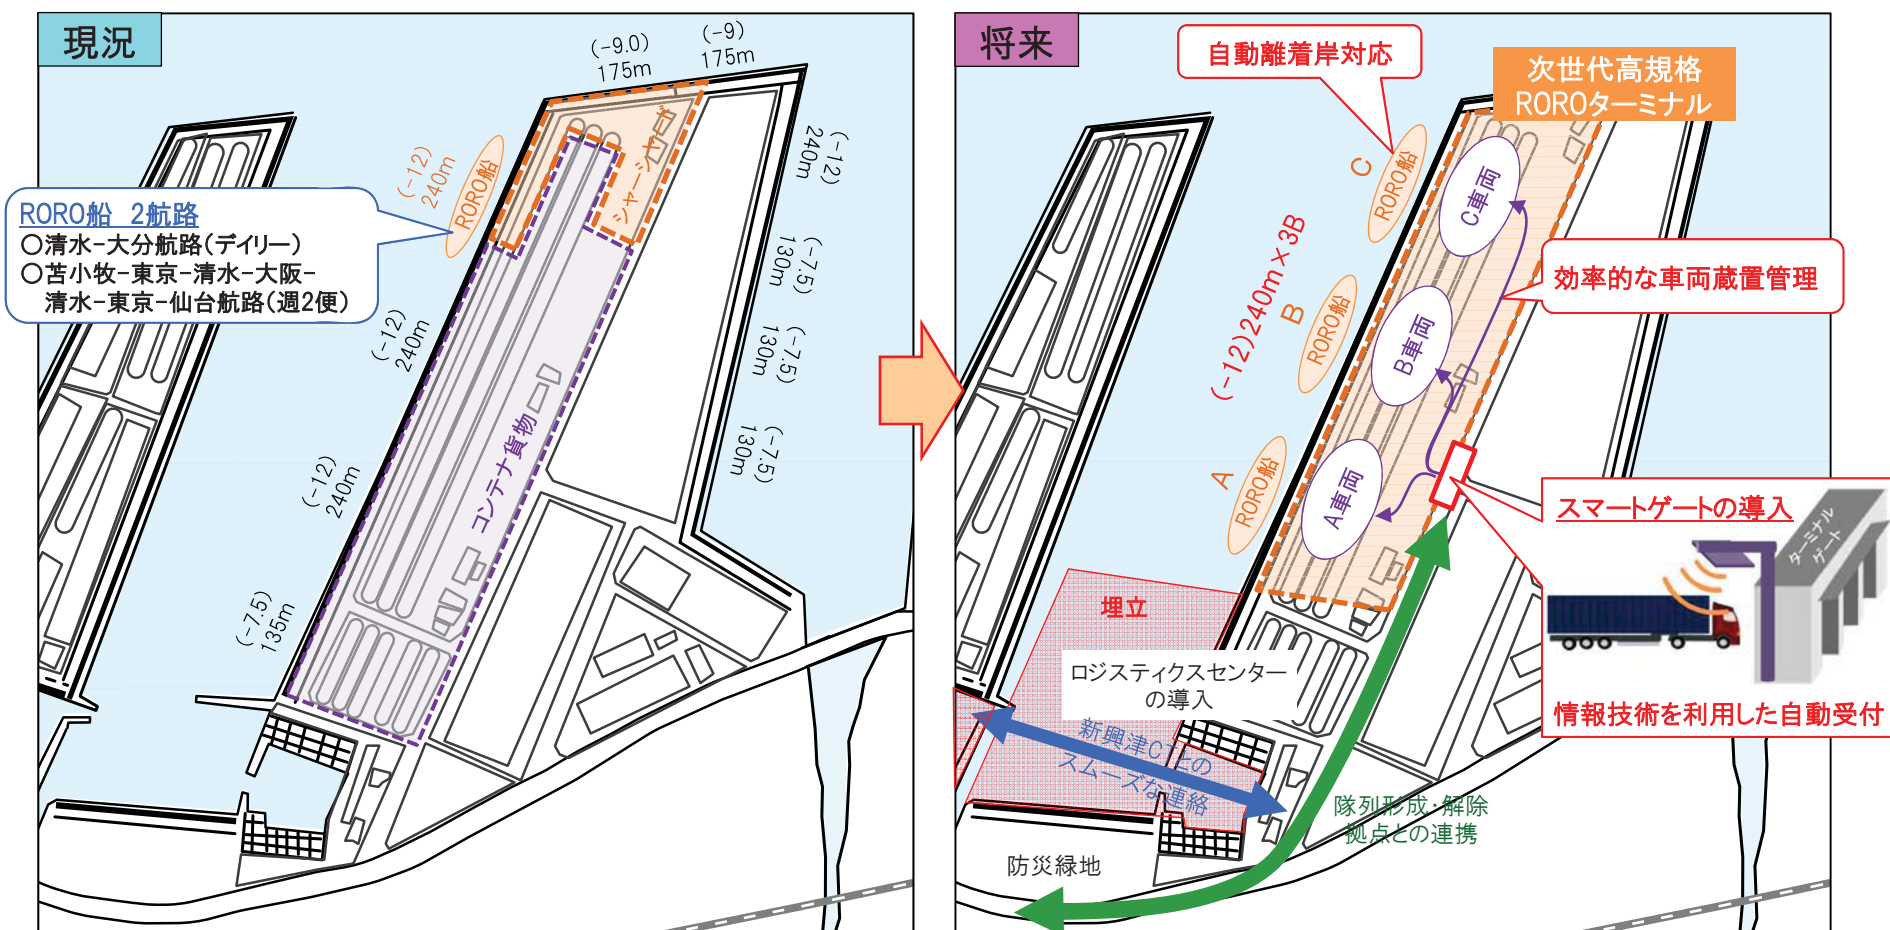 現況
(-9.0)
175m
(-9)
175m
(-12)
240m
RORO船
シャーシヤード
RORO船 2航路
○清水-大分航路(デイリー)
○苫小牧-東京-清水-大阪-
清水-東京-仙台航路(週2便)
(-12)
240m
(-12)
240m
(-7.5)
135m
コンテナ貨物
(-12)
240m
(-7.5)
130m
(-7.5)
130m
(-7.5)
130m
将来
自動離着岸対応
次世代高規格
ROROターミナル
C
RORO船
C車両
(-12)240m×3B
効率的な車両蔵置管理
B
RORO船
B車両
A
RORO船
A車両
スマートゲートの導入
ターミナル
ゲート
情報技術を利用した自動受付
埋立
ロジスティクスセンター
の導入
新興津CTとの
スムーズな連絡
隊列形成・解除
拠点との連携
防災緑地